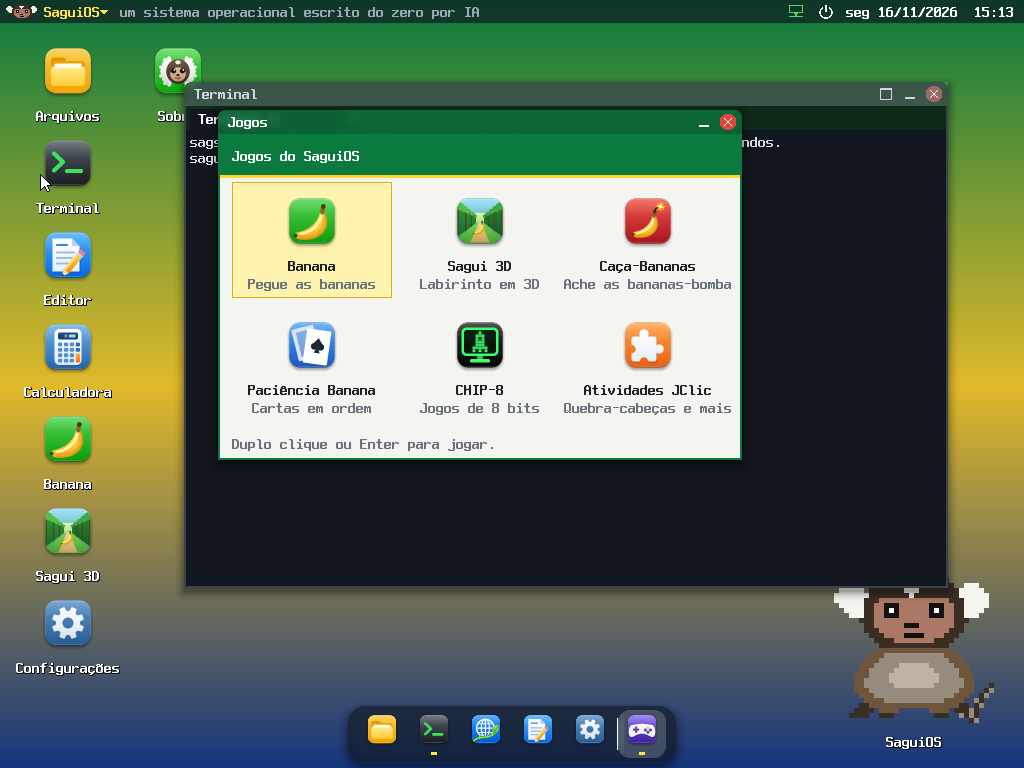 SaguiOS um sistema operacional escrito do zero por IA seg 16/11/2026 15:13
Arquivos
Terminal
Editor
Calculadora
Banana
Sagui 3D
Configurações
Terminal
ndos.
Jogos
Jogos do SaguiOS
Banana
Pegue as bananas
Sagui 3D
Labirinto em 3D
Caça-Bananas
Ache as bananas-bomba
Paciência Banana
Cartas em ordem
CHIP-8
Jogos de 8 bits
Atividades JClic
Quebra-cabeças e mais
Duplo clique ou Enter para jogar.
SaguiOS